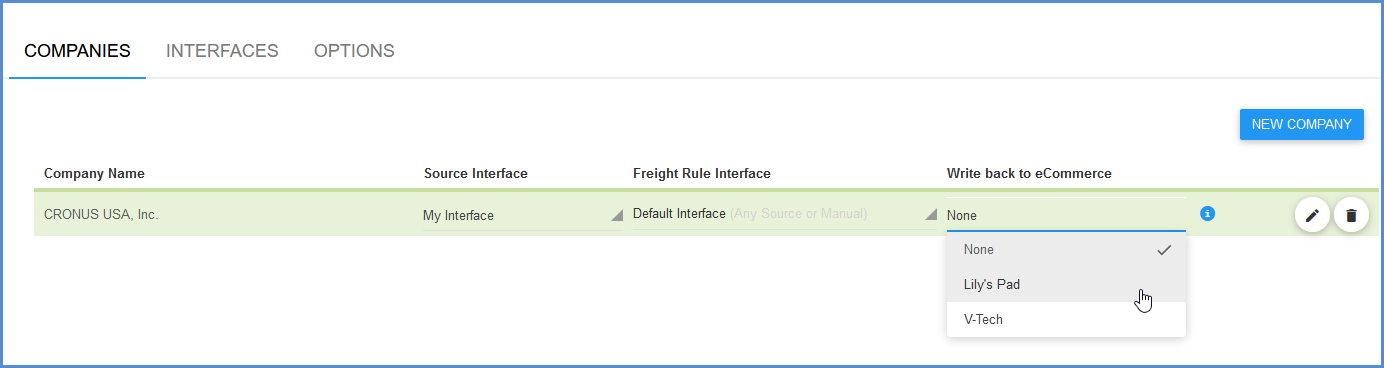 COMPANIES INTERFACES OPTIONS
NEW COMPANY
Company Name Source Interface Freight Rule Interface Write back to eCommerce
CRONUS USA, Inc. My Interface Default Interface (Any Source or Manual) None
None
Lily's Pad
V-Tech